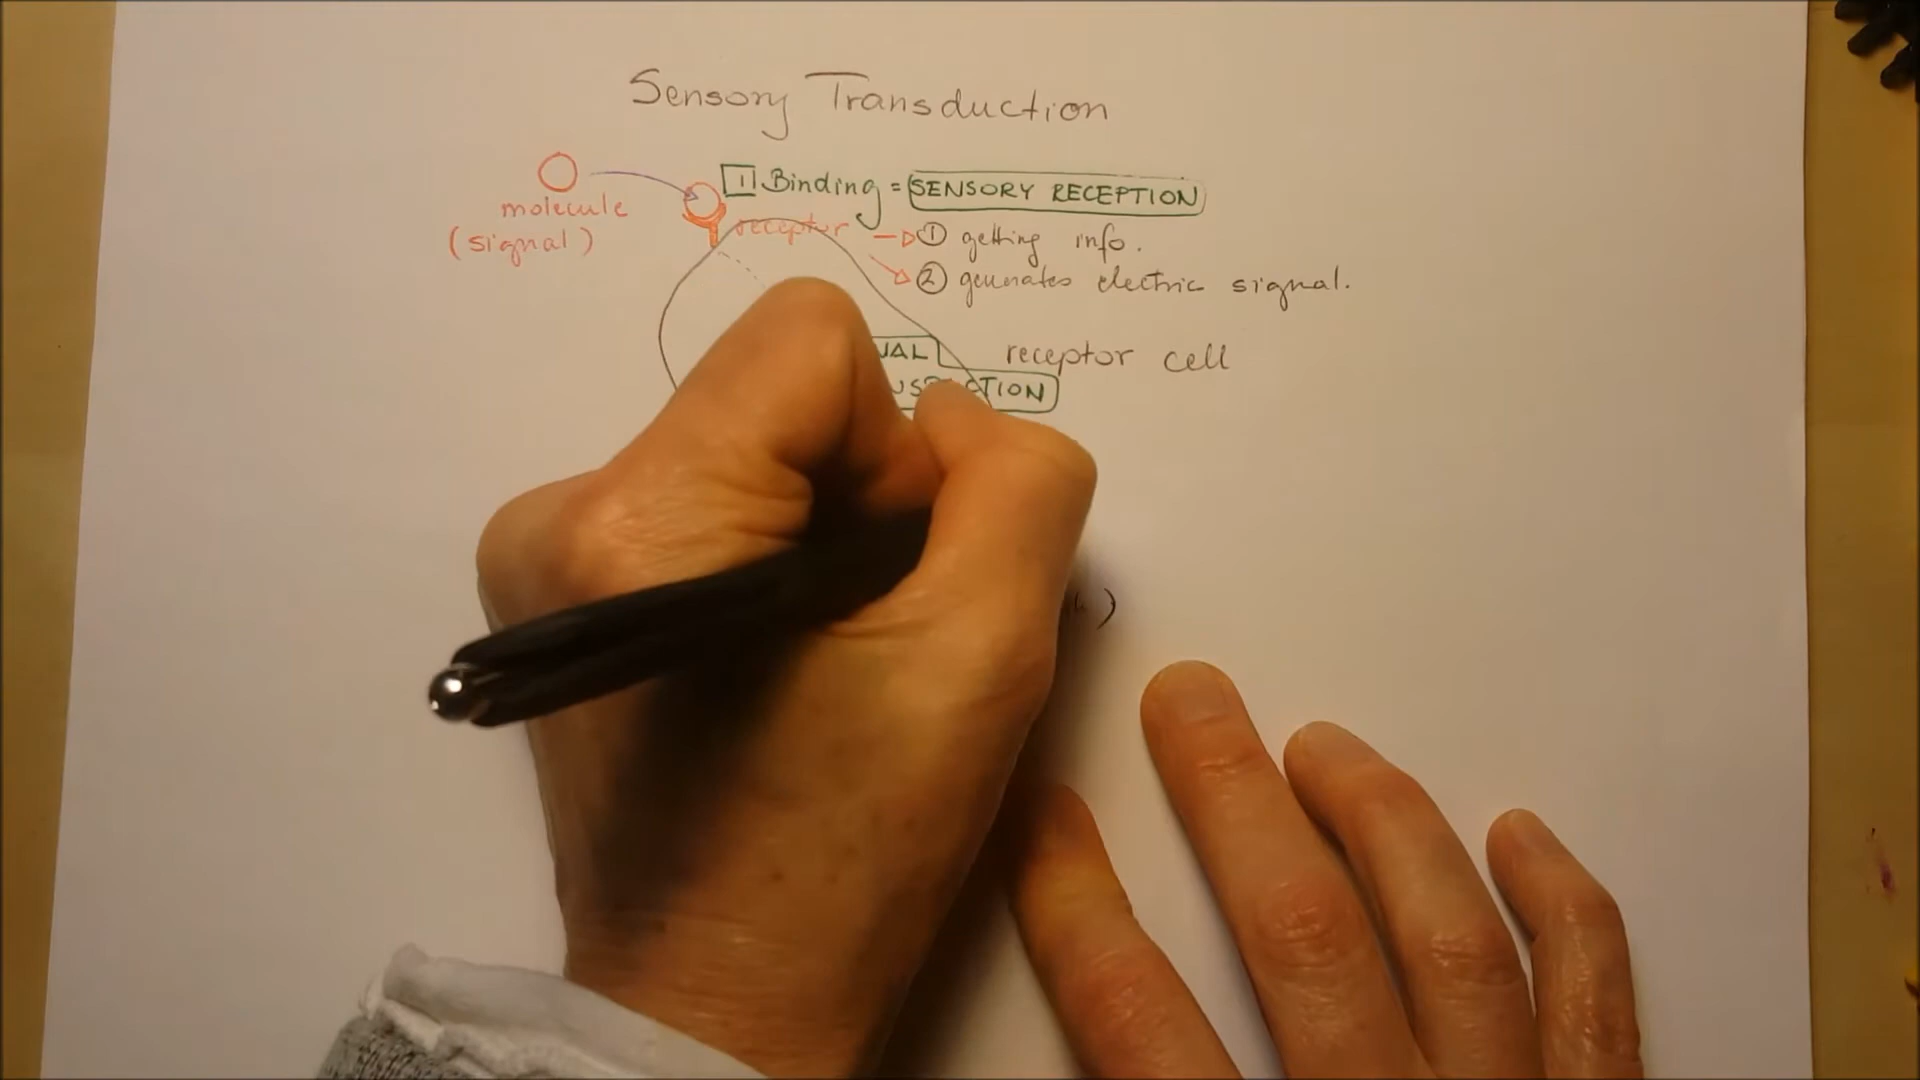 Sensory Transduction
1 Binding = SENSORY RECEPTION
molecule
(signal)
receptor
① getting info.
② generates electric signal.
receptor cell